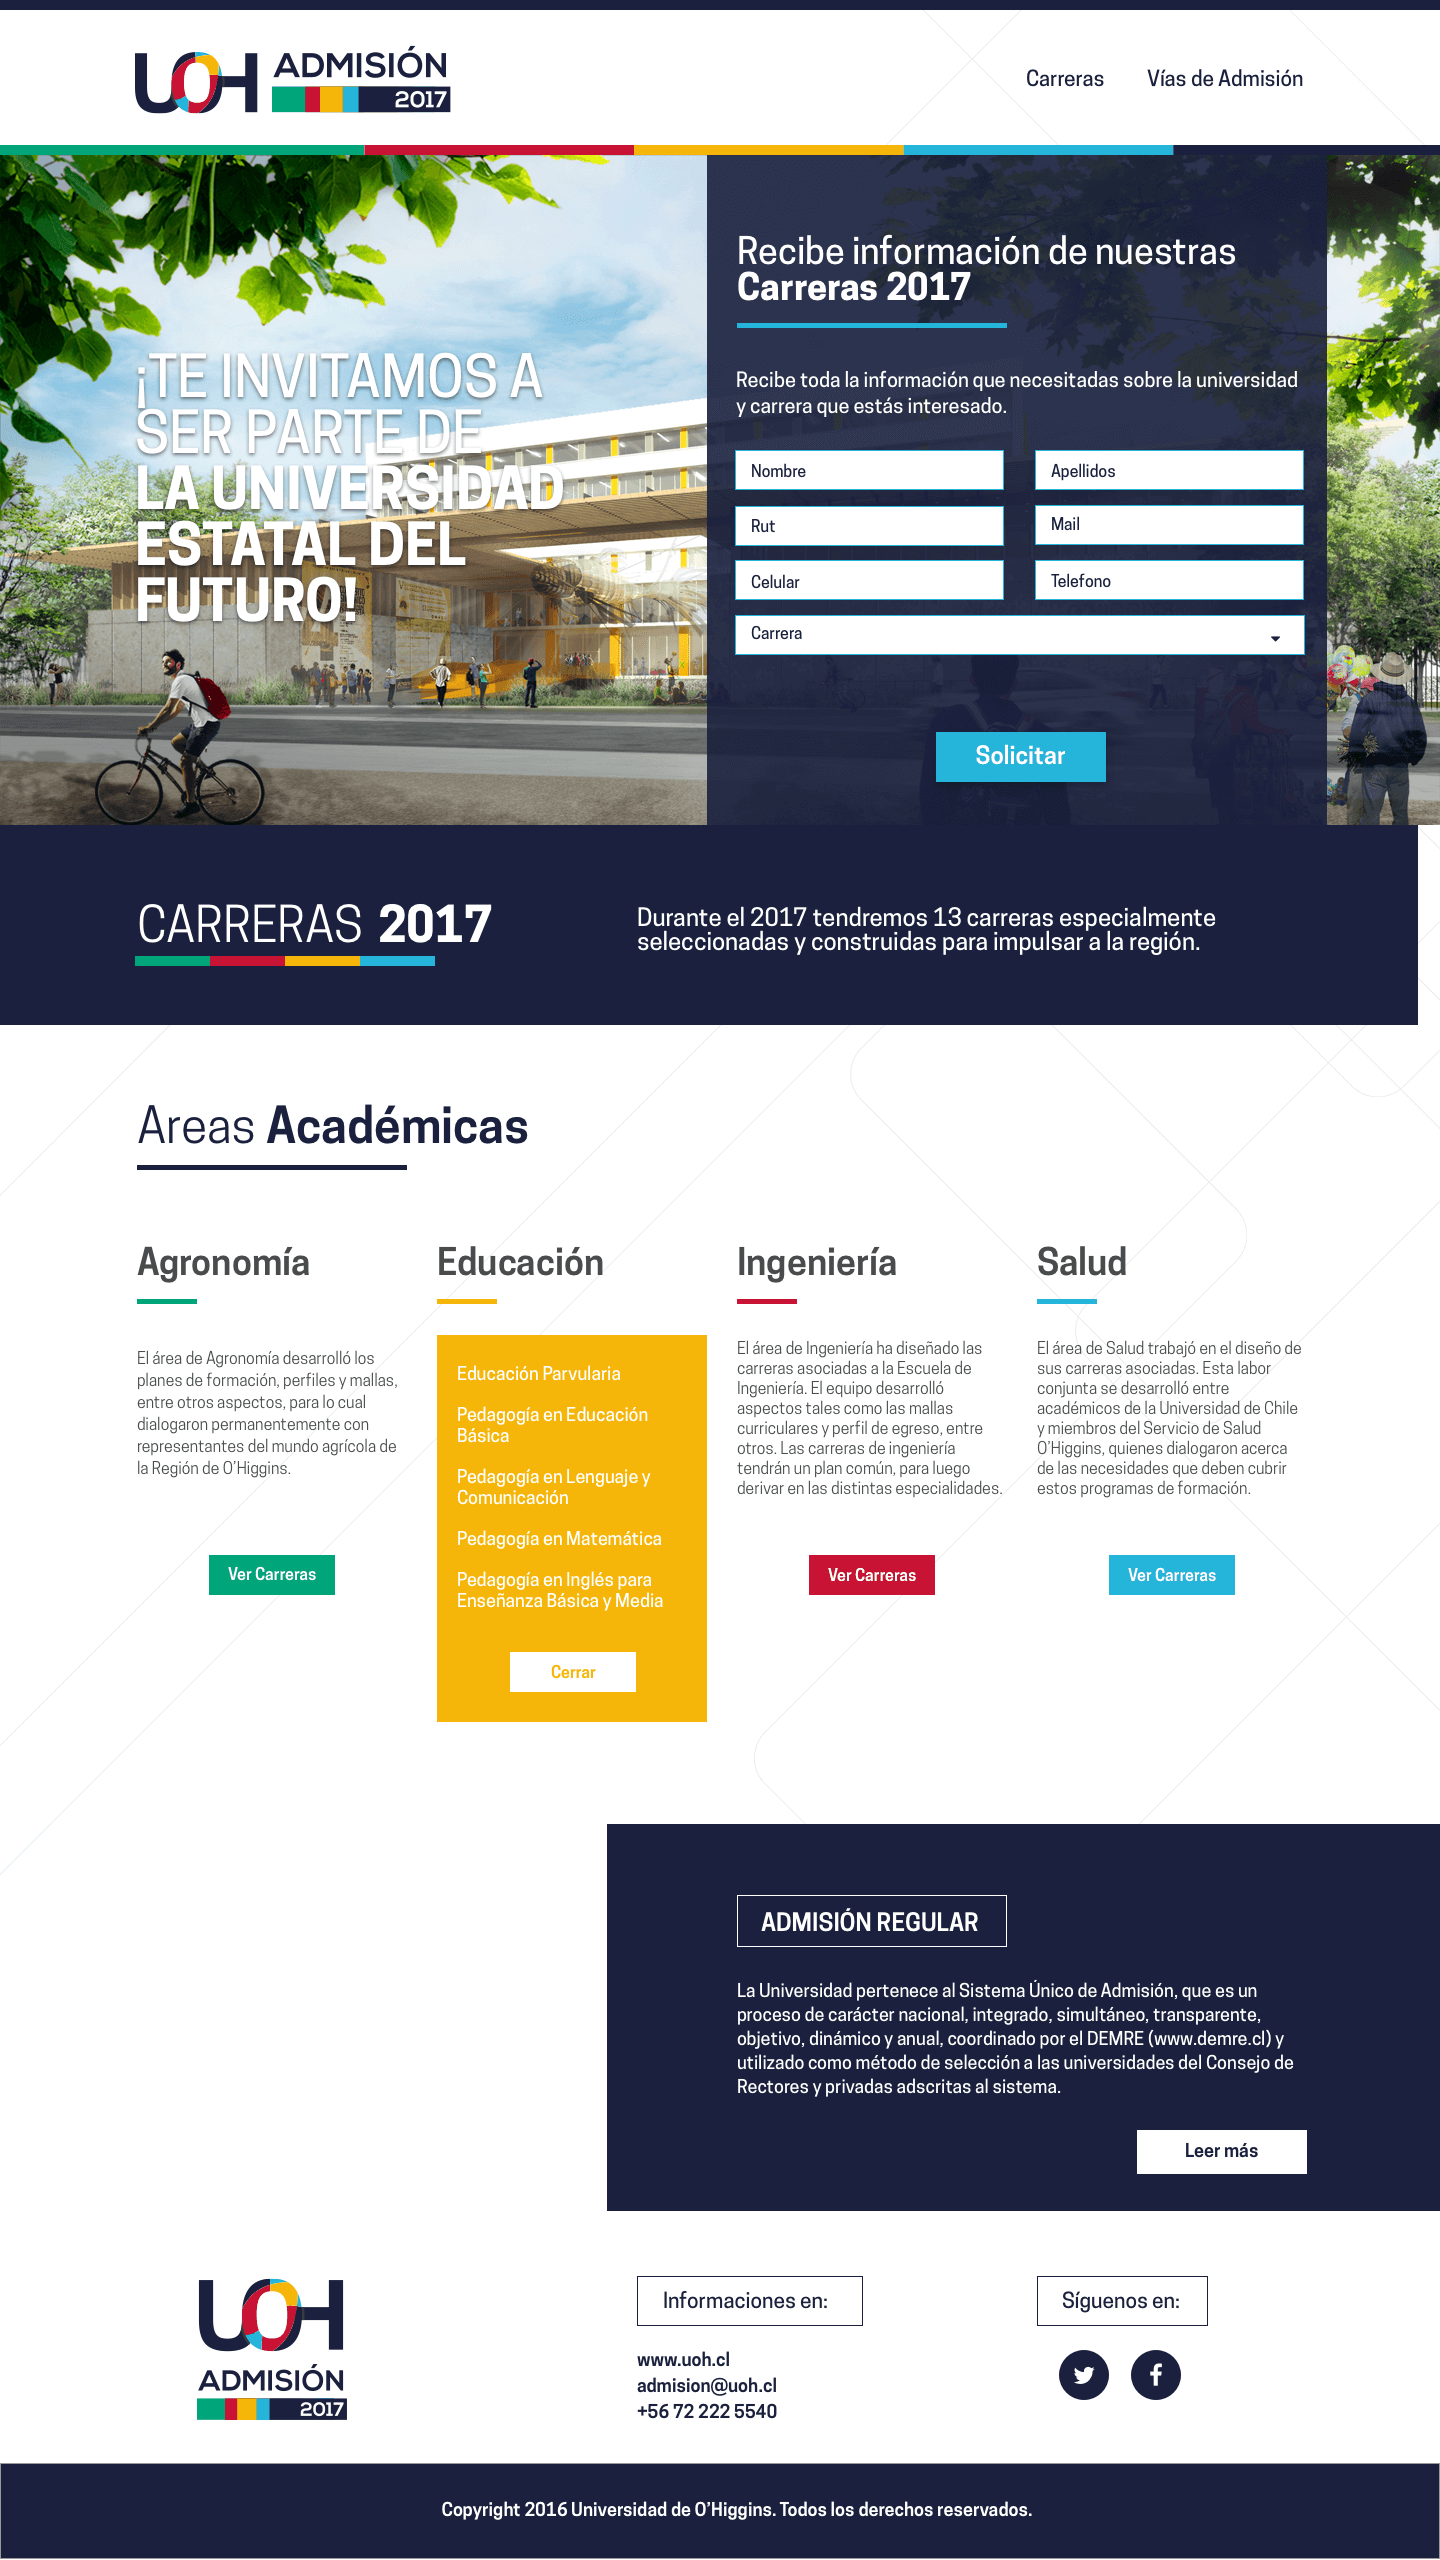 UOH ADMISIÓN
2017
Carreras
Vías de Admisión
¡TE INVITAMOS A
SER PARTE DE
LA UNIVERSIDAD
ESTATAL DEL
FUTURO!
Recibe información de nuestras
Carreras 2017
Recibe toda la información que necesitadas sobre la universidad
y carrera que estás interesado.
Nombre
Apellidos
Rut
Mail
Celular
Telefono
Carrera
Solicitar
CARRERAS 2017
Durante el 2017 tendremos 13 carreras especialmente
seleccionadas y construidas para impulsar a la región.
Areas Académicas
Agronomía
El área de Agronomía desarrolló los
planes de formación, perfiles y mallas,
entre otros aspectos, para lo cual
dialogaron permanentemente con
representantes del mundo agrícola de
la Región de O’Higgins.
Ver Carreras
Educación
Educación Parvularia
Pedagogía en Educación
Básica
Pedagogía en Lenguaje y
Comunicación
Pedagogía en Matemática
Pedagogía en Inglés para
Enseñanza Básica y Media
Cerrar
Ingeniería
El área de Ingeniería ha diseñado las
carreras asociadas a la Escuela de
Ingeniería. El equipo desarrolló
aspectos tales como las mallas
curriculares y perfil de egreso, entre
otros. Las carreras de ingeniería
tendrán un plan común, para luego
derivar en las distintas especialidades.
Ver Carreras
Salud
El área de Salud trabajó en el diseño de
sus carreras asociadas. Esta labor
conjunta se desarrolló entre
académicos de la Universidad de Chile
y miembros del Servicio de Salud
O’Higgins, quienes dialogaron acerca
de las necesidades que deben cubrir
estos programas de formación.
Ver Carreras
ADMISIÓN REGULAR
La Universidad pertenece al Sistema Único de Admisión, que es un
proceso de carácter nacional, integrado, simultáneo, transparente,
objetivo, dinámico y anual, coordinado por el DEMRE (www.demre.cl) y
utilizado como método de selección a las universidades del Consejo de
Rectores y privadas adscritas al sistema.
Leer más
UOH
ADMISIÓN
2017
Informaciones en:
www.uoh.cl
admision@uoh.cl
+56 72 222 5540
Síguenos en:
Copyright 2016 Universidad de O’Higgins. Todos los derechos reservados.